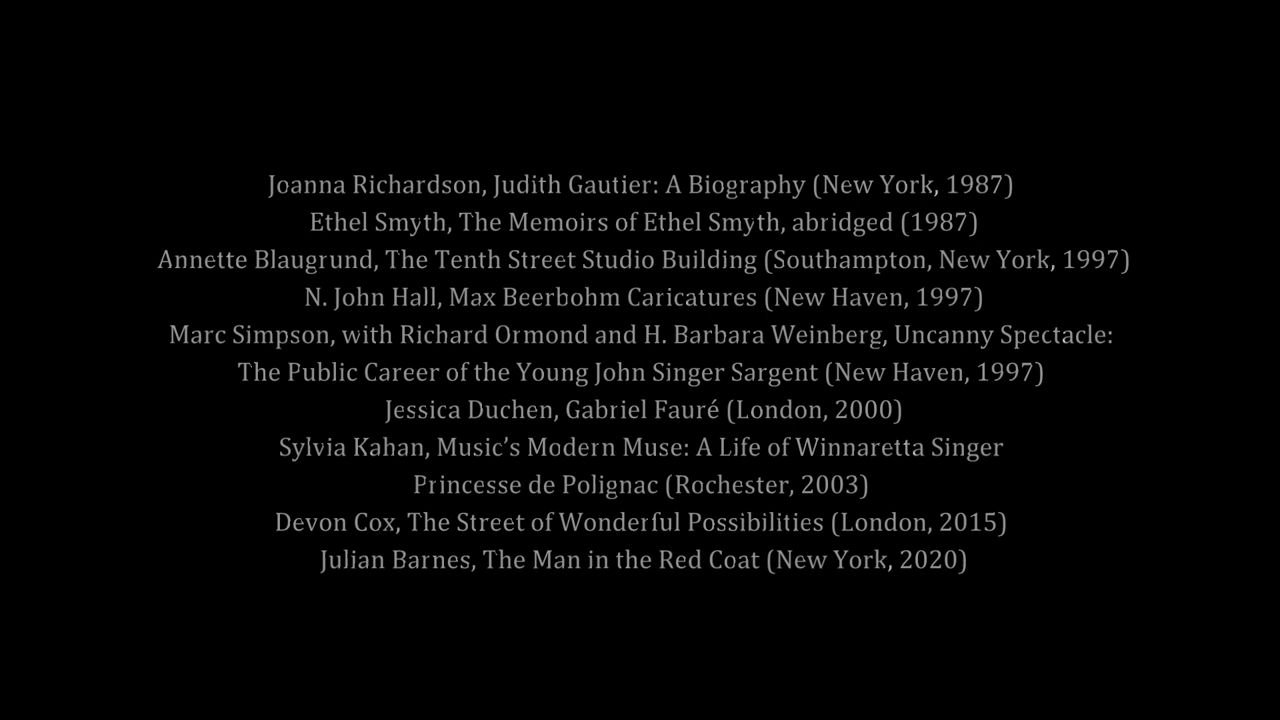 Joanna Richardson, Judith Gautier: A Biography (New York, 1987)
Ethel Smyth, The Memoirs of Ethel Smyth, abridged (1987)
Annette Blaugrund, The Tenth Street Studio Building (Southampton, New York, 1997)
N. John Hall, Max Beerbohm Caricatures (New Haven, 1997)
Marc Simpson, with Richard Ormond and H. Barbara Weinberg, Uncanny Spectacle:
The Public Career of the Young John Singer Sargent (New Haven, 1997)
Jessica Duchen, Gabriel Fauré (London, 2000)
Sylvia Kahan, Music’s Modern Muse: A Life of Winnaretta Singer
Princesse de Polignac (Rochester, 2003)
Devon Cox, The Street of Wonderful Possibilities (London, 2015)
Julian Barnes, The Man in the Red Coat (New York, 2020)